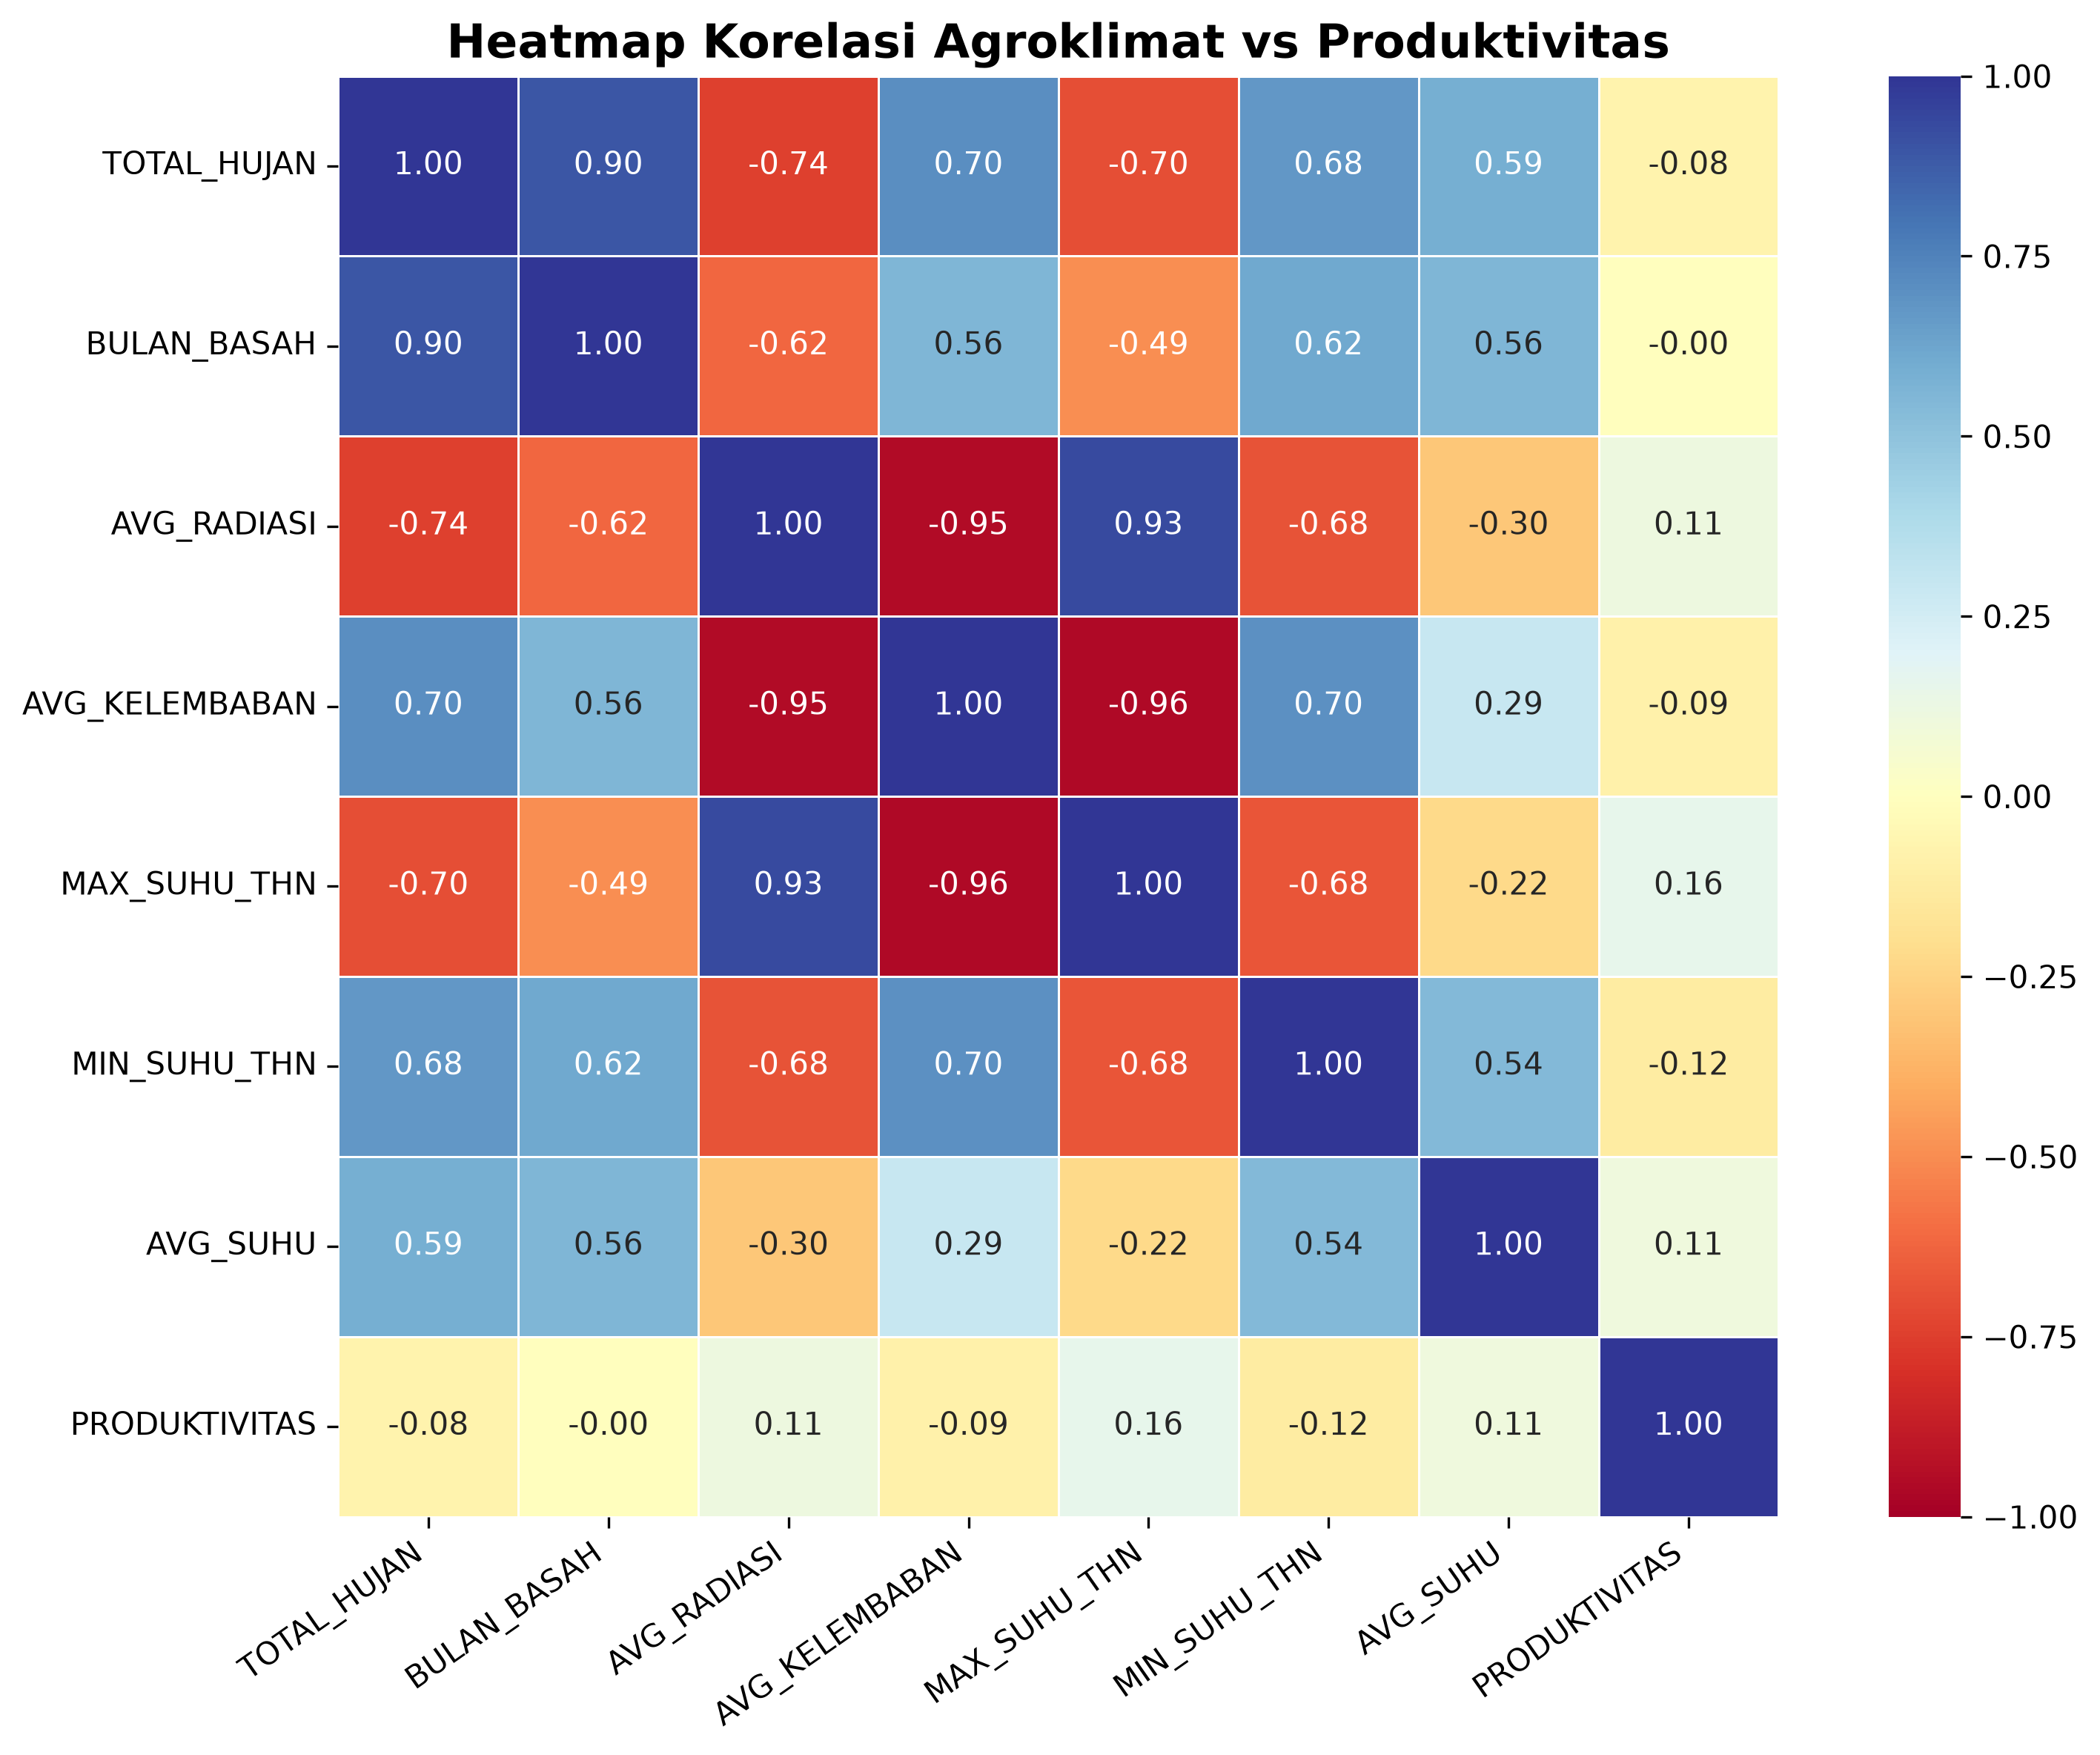 Heatmap Korelasi Agroklimat vs Produktivitas
TOTAL_HUJAN 1.00 0.90 -0.74 0.70 -0.70 0.68 0.59 -0.08
BULAN_BASAH 0.90 1.00 -0.62 0.56 -0.49 0.62 0.56 -0.00
AVG_RADIASI -0.74 -0.62 1.00 -0.95 0.93 -0.68 -0.30 0.11
AVG_KELEMBABAN 0.70 0.56 -0.95 1.00 -0.96 0.70 0.29 -0.09
MAX_SUHU_THN -0.70 -0.49 0.93 -0.96 1.00 -0.68 -0.22 0.16
MIN_SUHU_THN 0.68 0.62 -0.68 0.70 -0.68 1.00 0.54 -0.12
AVG_SUHU 0.59 0.56 -0.30 0.29 -0.22 0.54 1.00 0.11
PRODUKTIVITAS -0.08 -0.00 0.11 -0.09 0.16 -0.12 0.11 1.00
TOTAL_HUJAN
BULAN_BASAH
AVG_RADIASI
AVG_KELEMBABAN
MAX_SUHU_THN
MIN_SUHU_THN
AVG_SUHU
PRODUKTIVITAS
1.00
0.75
0.50
0.25
0.00
−0.25
−0.50
−0.75
−1.00